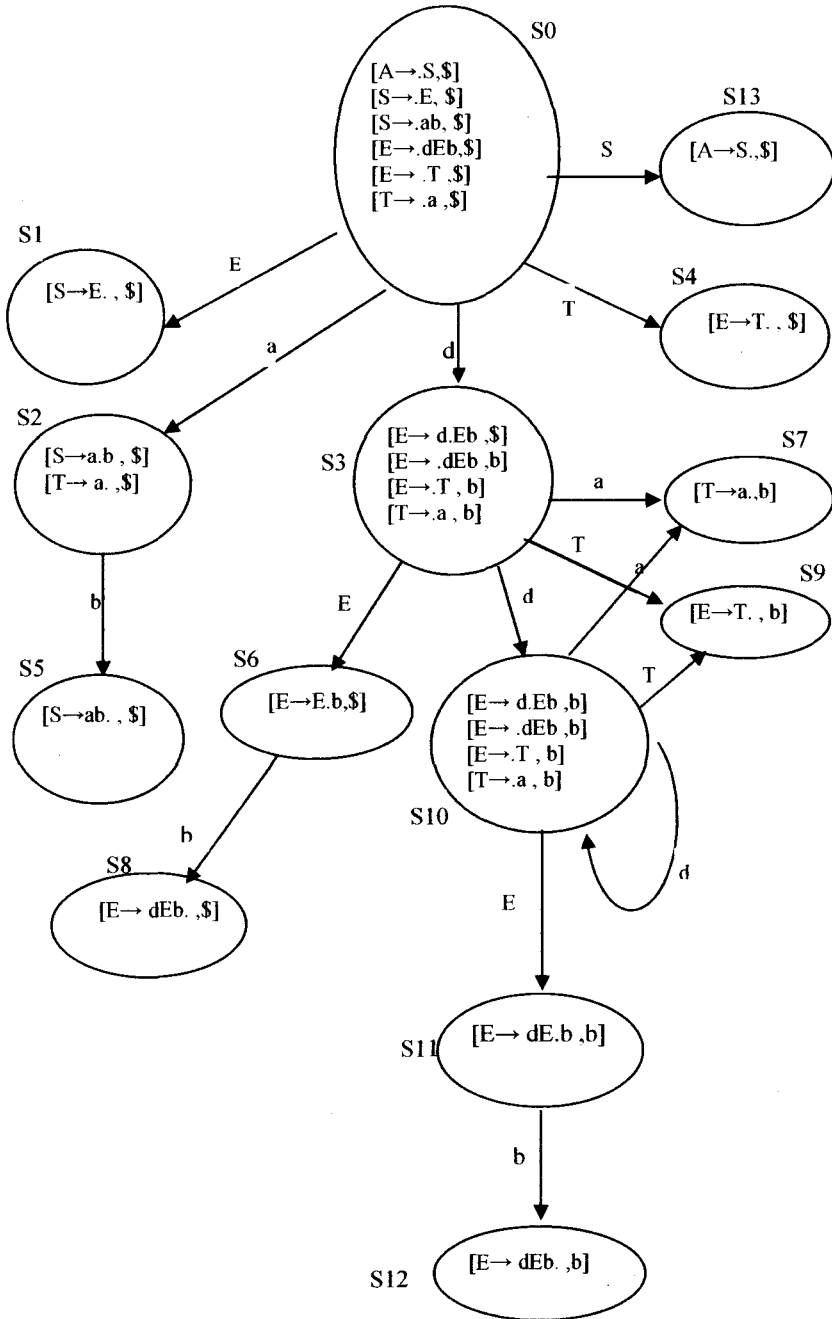 S0
[A→.S,$]
[S→.E, $]
[S→.ab, $]
[E→.dEb,$]
[E→ .T ,$]
[T→ .a ,$]
S13
[A→S.,$]
S
S1
[S→E. , $]
E
a
d
T
S4
[E→T. , $]
S2
[S→a.b , $]
[T→ a. ,$]
S3
[E→ d.Eb ,$]
[E→ .dEb ,b]
[E→.T , b]
[T→.a , b]
S7
[T→a.,b]
a
T
a
S9
[E→T. , b]
b
E
d
T
S5
[S→ab. , $]
S6
[E→E.b,$]
[E→ d.Eb ,b]
[E→ .dEb ,b]
[E→.T , b]
[T→.a , b]
S10
b
d
S8
[E→ dEb. ,$]
E
S11
[E→ dE.b ,b]
b
S12
[E→ dEb. ,b]